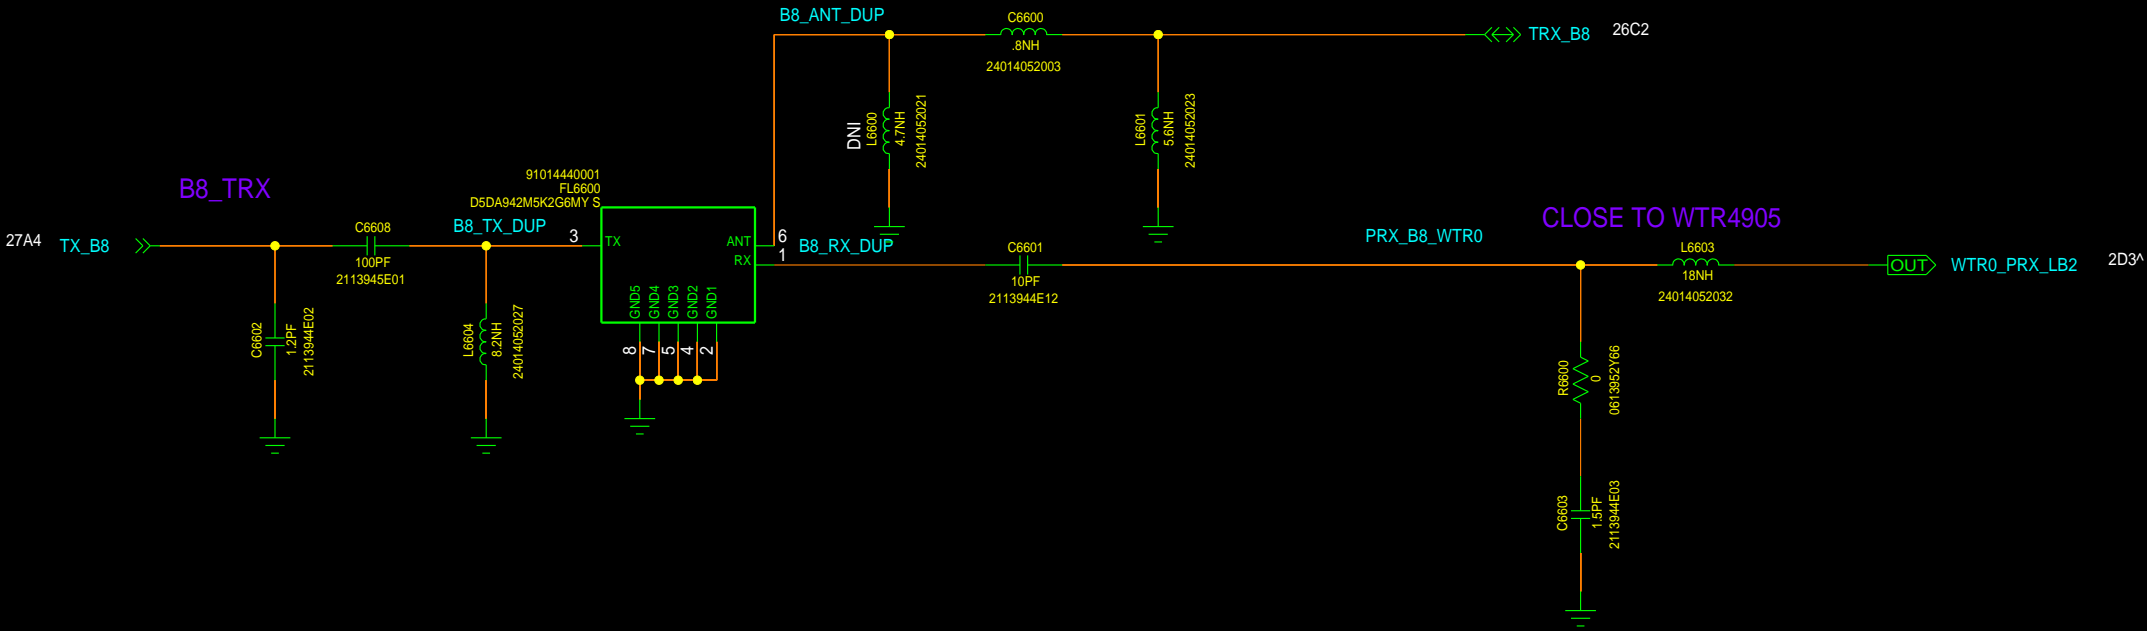 B8_ANT_DUP
C6600
.8NH
24014052003
TRX_B8
26C2
DNI
L6600
4.7NH
24014052021
L6601
5.6NH
24014052023
B8_TRX
91014440001
FL6600
D5DA942M5K2G6MY S
CLOSE TO WTR4905
27A4
TX_B8
C6608
100PF
2113945E01
B8_TX_DUP
3
TX
ANT
RX
6
1
B8_RX_DUP
C6601
10PF
2113944E12
PRX_B8_WTR0
L6603
18NH
24014052032
OUT
WTR0_PRX_LB2
2D3^
GND5
GND4
GND3
GND2
GND1
8
7
5
4
2
C6602
1.2PF
2113944E02
L6604
8.2NH
24014052027
R6600
0
0613952Y66
C6603
1.5PF
2113944E03